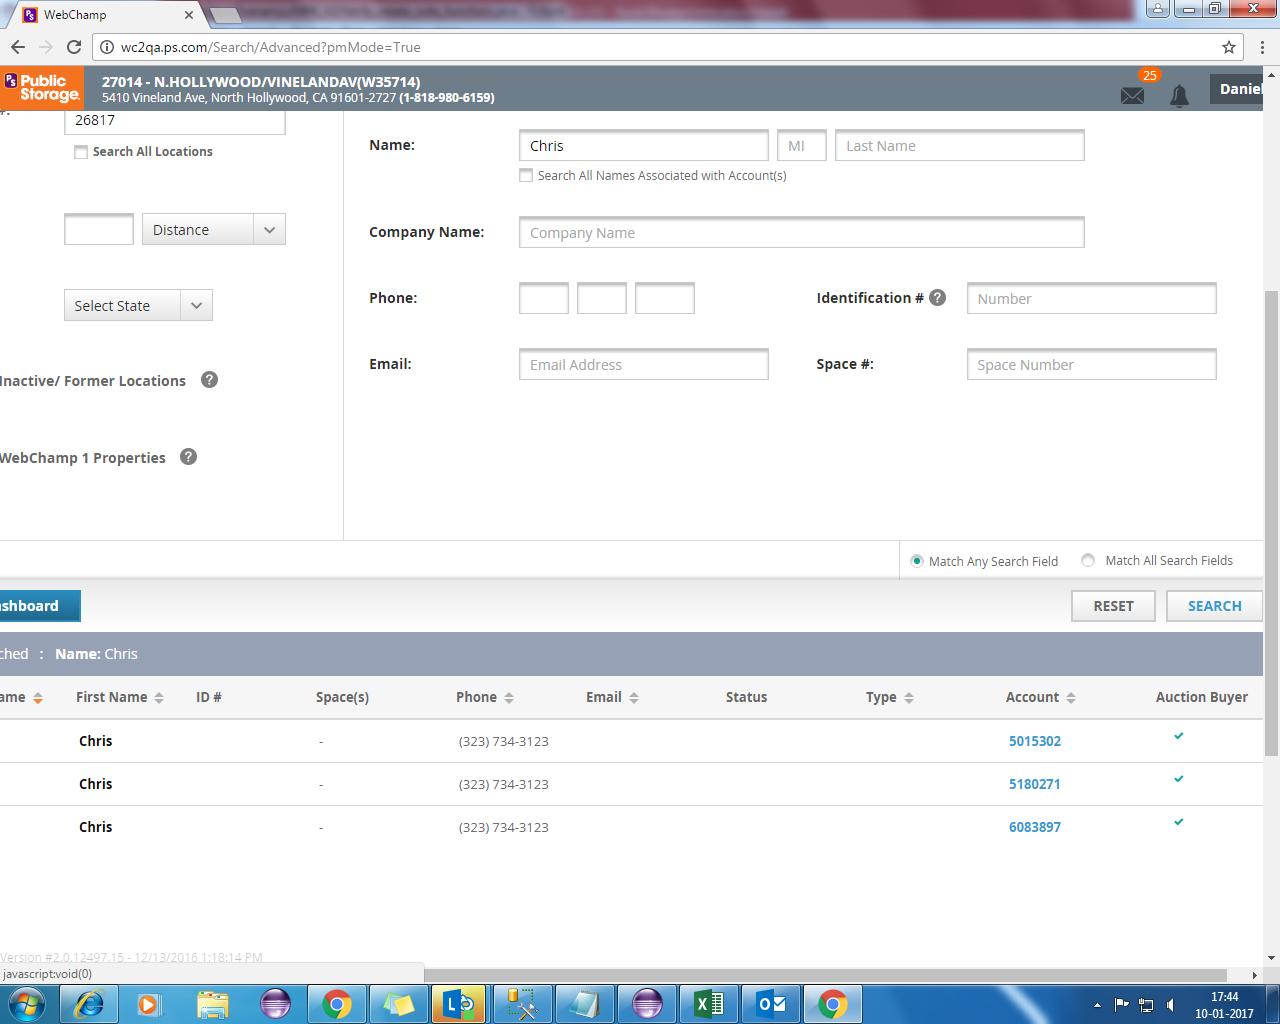 WebChamp
wc2qa.ps.com/Search/Advanced?pmMode=True
Public Storage.
27014 - N.HOLLYWOOD/VINELANDAV(W35714)
5410 Vineland Ave, North Hollywood, CA 91601-2727 (1-818-980-6159)
25
Daniel
26817
Search All Locations
Distance
Select State
Inactive/ Former Locations ?
WebChamp 1 Properties ?
Name: Chris MI Last Name
Search All Names Associated with Account(s)
Company Name: Company Name
Phone: Identification # ? Number
Email: Email Address Space #: Space Number
Match Any Search Field Match All Search Fields
shboard RESET SEARCH
ched : Name: Chris
ame First Name ID # Space(s) Phone Email Status Type Account Auction Buyer
Chris - (323) 734-3123 5015302
Chris - (323) 734-3123 5180271
Chris - (323) 734-3123 6083897
Version #2.0.12497.15 - 12/13/2016 1:18:14 PM
javascript:void(0)
17:44
10-01-2017